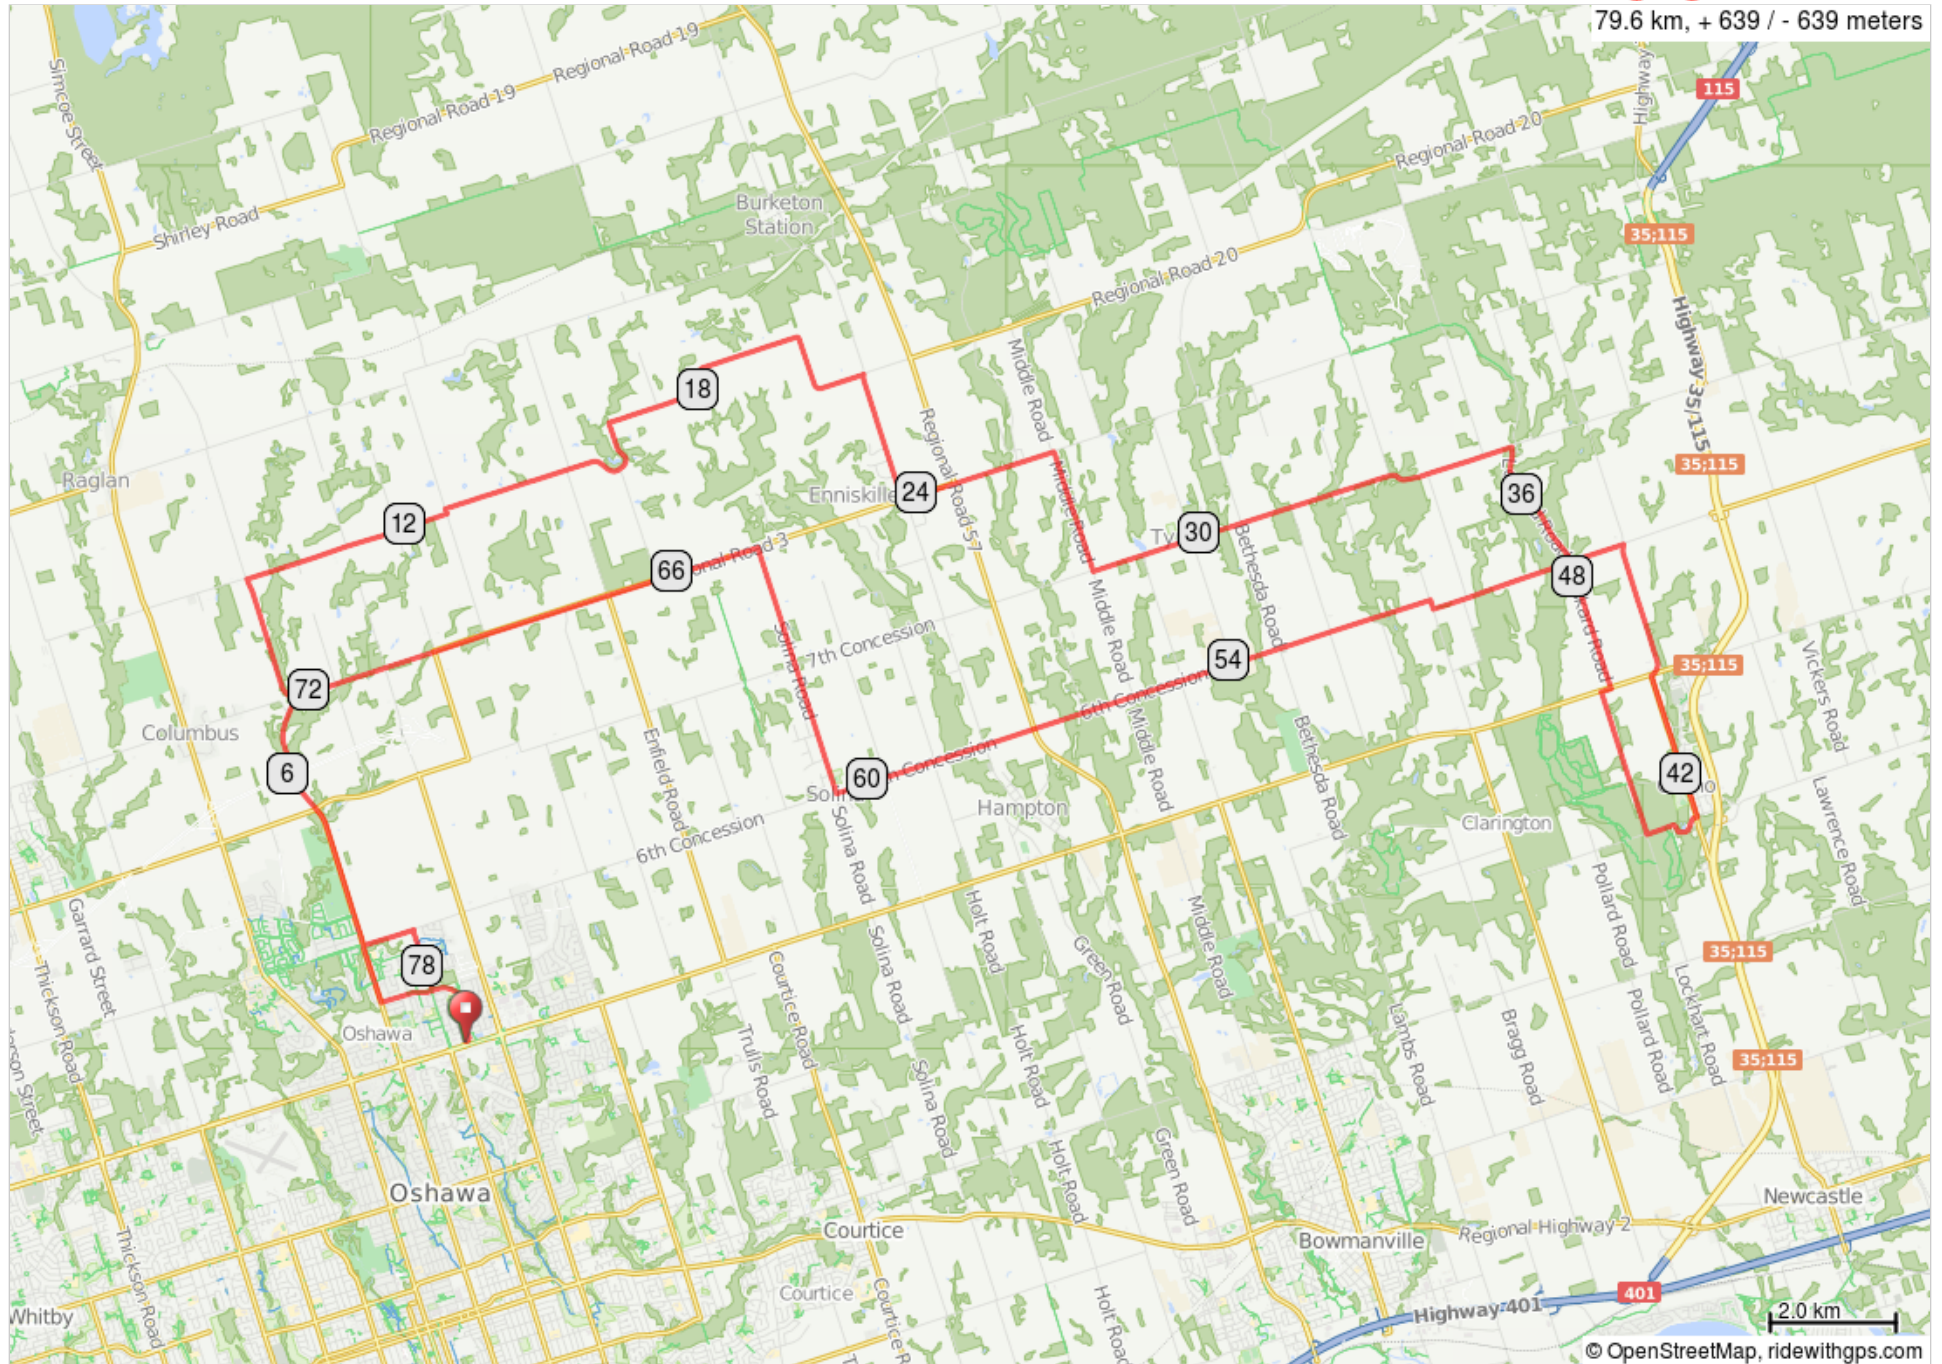 79.6 km, + 639 / - 639 meters
Regional Road 19
Simcoe Street
Regional Road 19
Highway
115
Regional Road 20
Burketon
Station
Shirley Road
35;115
Regional Road 20
Highway 35/115
Middle Road
18
Regional Road 57
Raglan
35;115
Enniskille
24
Middle Road
36
12
30
Bethesda Road
66
48
7th Concession
Solina Road
Middle Road
35;115
Vickers Road
72
54
6th Concession
Columbus
Middle Road
Enfield Road
Bethesda Road
6
60
42
Hampton
Lawrence Road
Solina Road
6th Concession
Clarington
Pollard Road
Garrard Street
Holt Road
Middle Road
Solina Road
Green Road
78
Courtice Road
35;115
Thickson Road
Lockhart Road
Pollard Road
Lambs Road
Bragg Road
Oshawa
Trulls Road
Holt Road
35;115
Solina Road
Green Road
Holt Road
Oshawa
Newcastle
Courtice
Regional Highway 2
Bowmanville
Thickson Road
Courtice
Holt Road
401
Highway 401
Whitby
2.0 km
© OpenStreetMap, ridewithgps.com